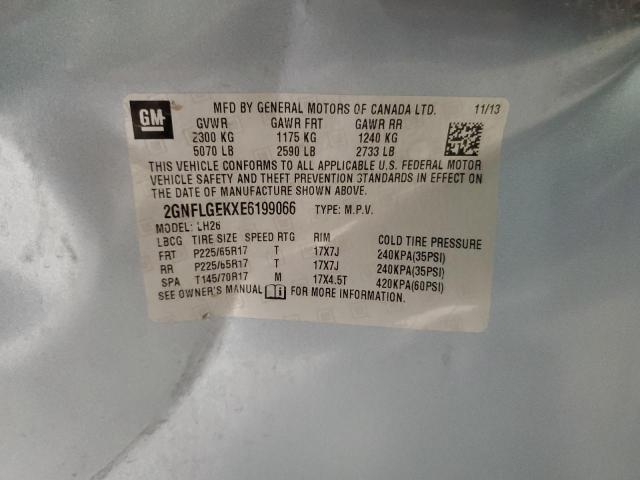 GM
MFD BY GENERAL MOTORS OF CANADA LTD. 11/13
GVWR GAWR FRT GAWR RR
2300 KG 1175 KG 1240 KG
5070 LB 2590 LB 2733 LB
THIS VEHICLE CONFORMS TO ALL APPLICABLE U.S. FEDERAL MOTOR
VEHICLE SAFETY AND THEFT PREVENTION STANDARDS IN EFFECT ON
THE DATE OF MANUFACTURE SHOWN ABOVE.
2GNFLGEKXE6199066 TYPE: M.P.V.
MODEL: LH26
LBCG TIRE SIZE SPEED RTG RIM COLD TIRE PRESSURE
FRT P225/65R17 T 17X7J 240KPA(35PSI)
RR P225/65R17 T 17X7J 240KPA(35PSI)
SPA T145/70R17 M 17X4.5T 420KPA(60PSI)
SEE OWNER'S MANUAL FOR MORE INFORMATION.